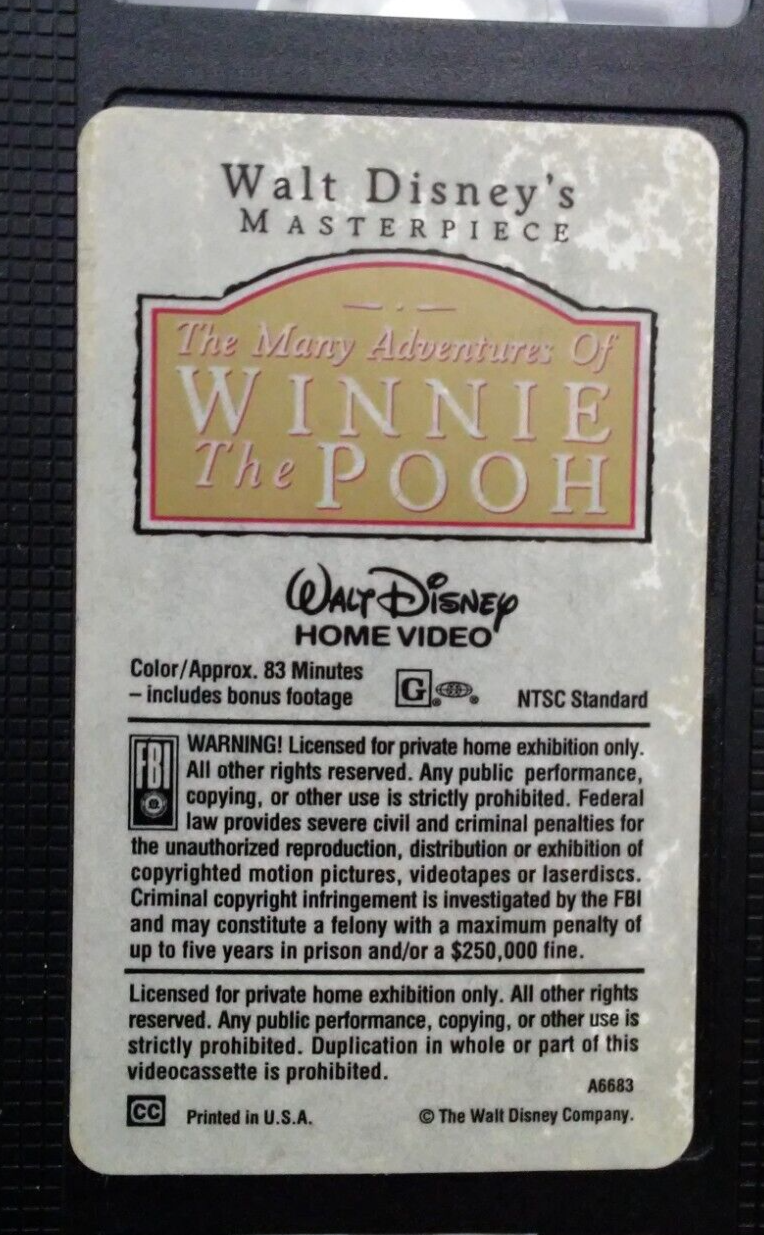 Walt Disney's
MASTERPIECE
The Many Adventures Of
WINNIE
The POOH
WALT DISNEY
HOME VIDEO
Color/Approx. 83 Minutes
– includes bonus footage
G
NTSC Standard
FBI
WARNING! Licensed for private home exhibition only.
All other rights reserved. Any public performance,
copying, or other use is strictly prohibited. Federal
law provides severe civil and criminal penalties for
the unauthorized reproduction, distribution or exhibition of
copyrighted motion pictures, videotapes or laserdiscs.
Criminal copyright infringement is investigated by the FBI
and may constitute a felony with a maximum penalty of
up to five years in prison and/or a $250,000 fine.
Licensed for private home exhibition only. All other rights
reserved. Any public performance, copying, or other use is
strictly prohibited. Duplication in whole or part of this
videocassette is prohibited.
A6683
CC Printed in U.S.A. © The Walt Disney Company.